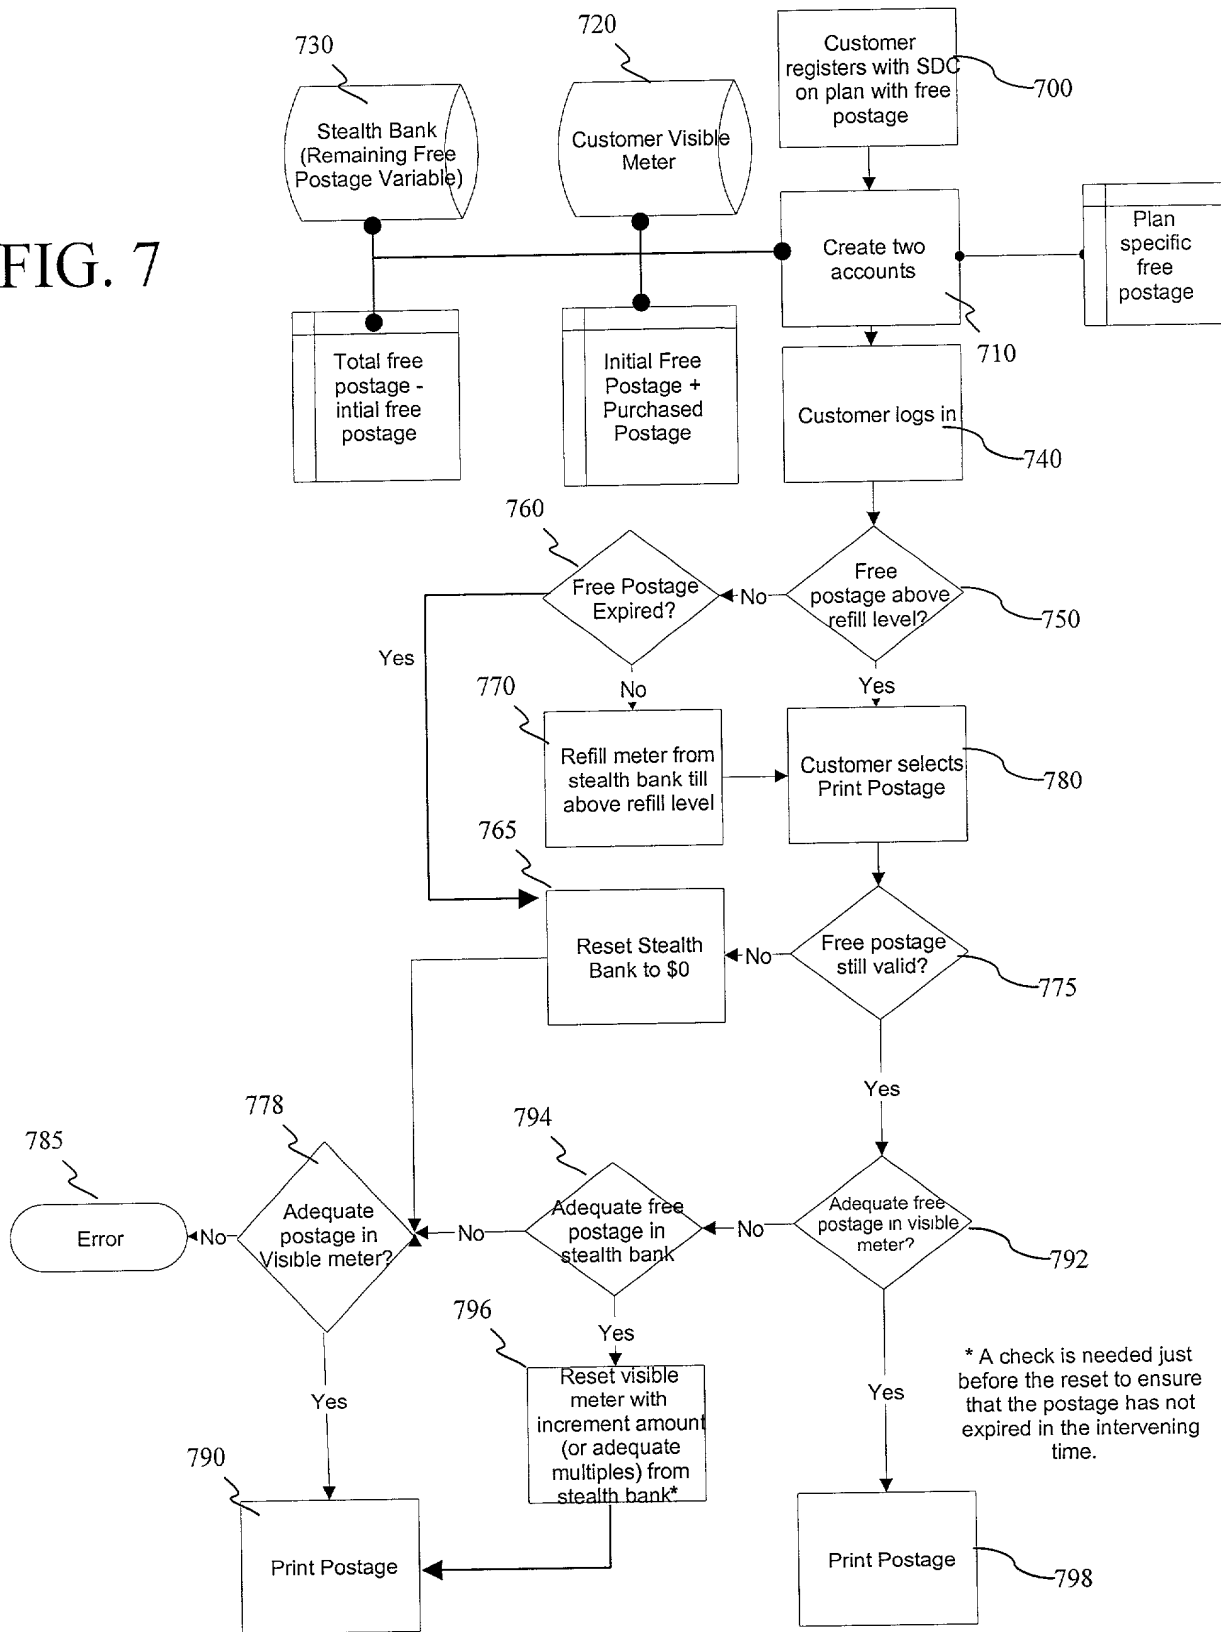 FIG. 7
730
Stealth Bank
(Remaining Free
Postage Variable)
720
Customer Visible
Meter
Customer
registers with SDC
on plan with free
postage
700
Create two
accounts
710
Plan
specific
free
postage
Total free
postage -
intial free
postage
Initial Free
Postage +
Purchased
Postage
Customer logs in
740
760
Free Postage
Expired?
No
Free
postage above
refill level?
750
Yes
No
Yes
770
Refill meter from
stealth bank till
above refill level
Customer selects
Print Postage
780
765
Reset Stealth
Bank to $0
No
Free postage
still valid?
775
Yes
785
Error
No
778
Adequate
postage in
Visible meter?
No
794
Adequate free
postage in
stealth bank
No
Adequate free
postage in visible
meter?
792
Yes
Yes
Yes
796
Reset visible
meter with
increment amount
(or adequate
multiples) from
stealth bank*
* A check is needed just
before the reset to ensure
that the postage has not
expired in the intervening
time.
790
Print Postage
Print Postage
798